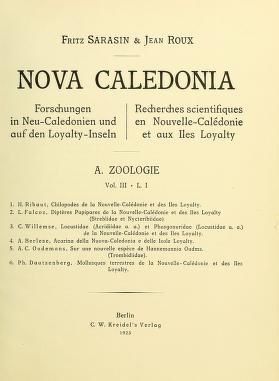 FRITZ SARASIN & JEAN ROUX
NOVA CALEDONIA
Forschungen
in Neu-Caledonien und
auf den Loyalty-Inseln
Recherches scientifiques
en Nouvelle-Calédonie
et aux Iles Loyalty
A. ZOOLOGIE
Vol. III • L. I
1. H. Ribaut, Chilopodes de la Nouvelle-Calédonie et des Iles Loyalty.
2. L. Falcoz, Diptères Pupipares de la Nouvelle-Calédonie et des Iles Loyalty
(Streblidae et Nycteribiidae)
3. C. Willemse, Locustidae (Acridiidae a. a.) et Phasgonuridae (Locustidae a. a.)
de la Nouvelle-Calédonie et des Iles Loyalty.
4. A. Berlese, Acarina della Nuova-Caledonia e delle Isole Loyalty.
5. A. C. Oudemans, Sur une nouvelle espèce de Hannemannia Oudms.
(Trombidiidae).
6. Ph. Dautzenberg, Mollusques terrestres de la Nouvelle-Calédonie et des Iles
Loyalty.
Berlin
C. W. Kreidel's Verlag
1923